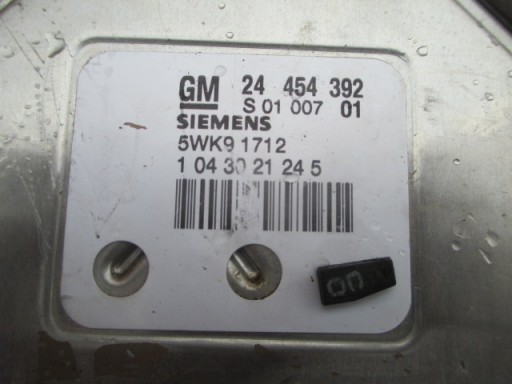 GM 24 454 392
S 01 007 01
SIEMENS
5WK9 1712
1 04 30 21 24 5